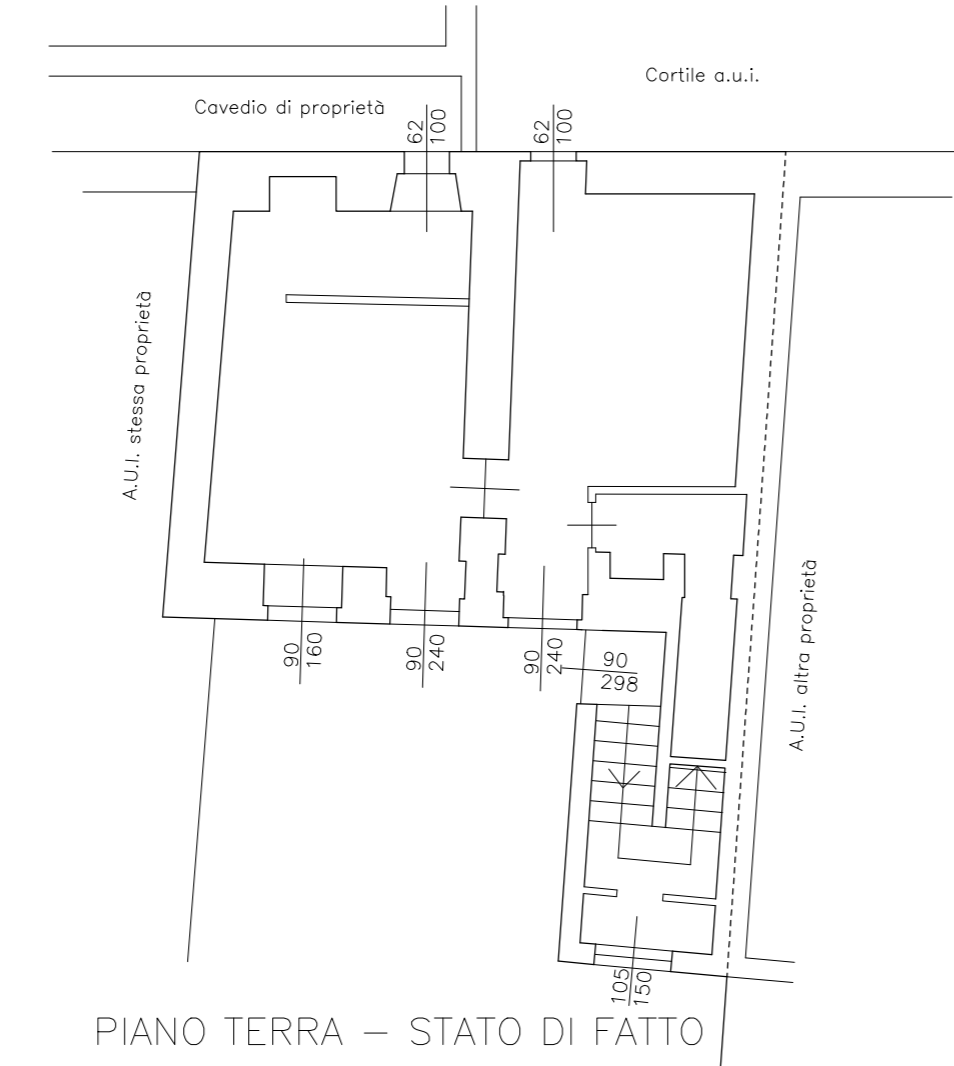 Cortile a.u.i.
Cavedio di proprietà
62
100
62
100
A.U.I. stessa proprietà
90
160
90
240
90
240
90
298
A.U.I. altra proprietà
105
150
PIANO TERRA – STATO DI FATTO